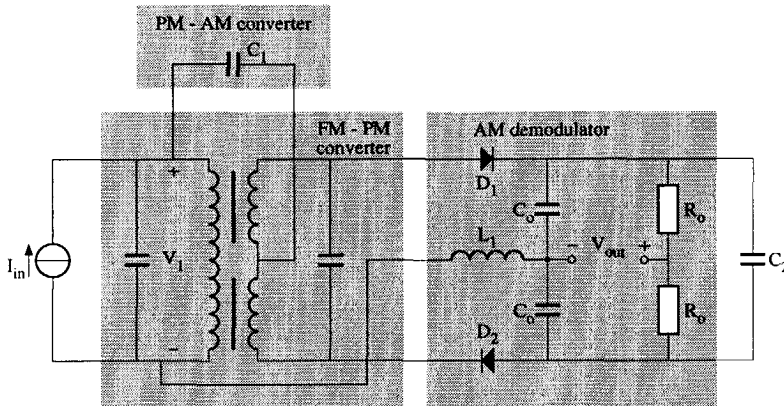 PM - AM converter
C1
FM - PM
converter
AM demodulator
+
D1
Co
Ro
L1
Iin
V1
- Vout +
Co
Ro
D2
-